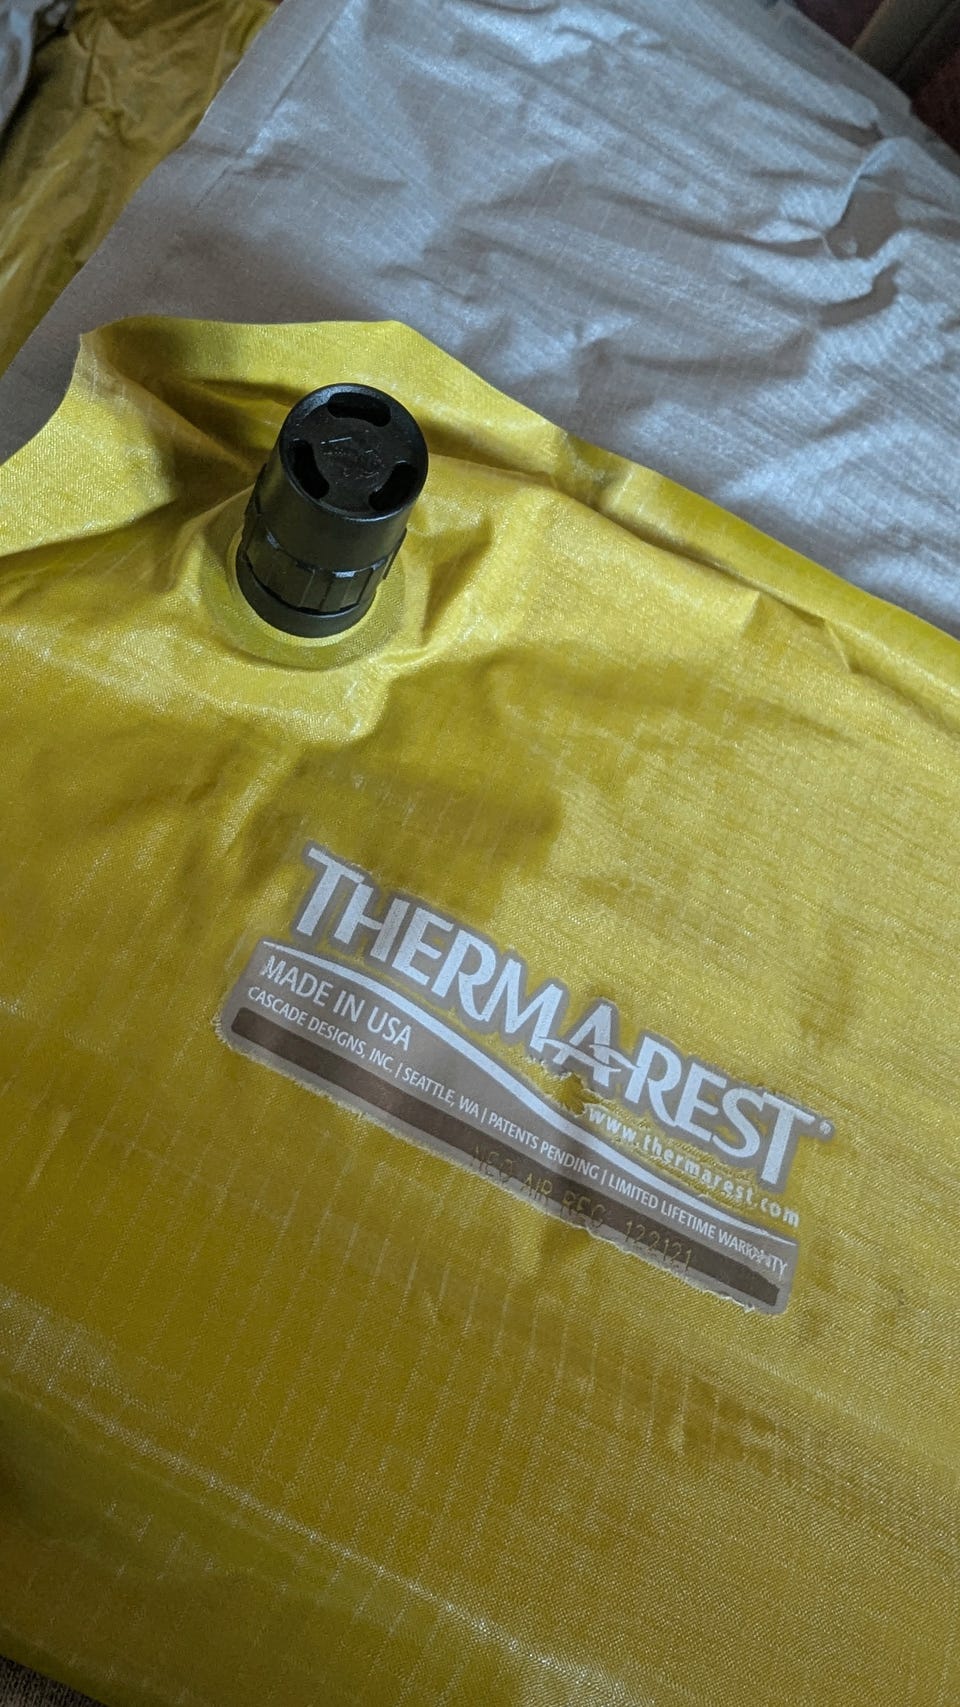 THERMAREST®
www.thermarest.com
MADE IN USA
CASCADE DESIGNS, INC. | SEATTLE, WA | PATENTS PENDING | LIMITED LIFETIME WARRANTY
NEO AIR REG 122121